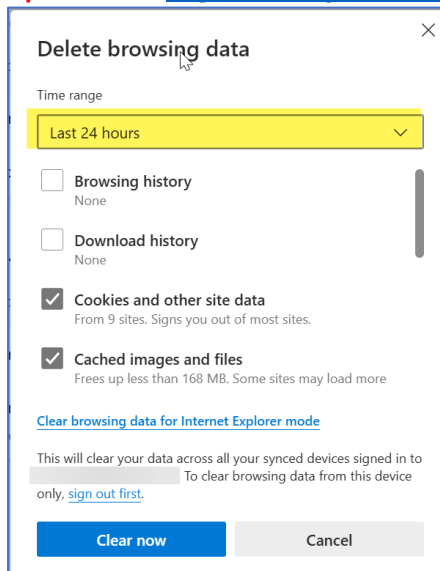 Delete browsing data
Time range
Last 24 hours
Browsing history
None
Download history
None
Cookies and other site data
From 9 sites. Signs you out of most sites.
Cached images and files
Frees up less than 168 MB. Some sites may load more
Clear browsing data for Internet Explorer mode
This will clear your data across all your synced devices signed in to
. To clear browsing data from this device
only, sign out first.
Clear now
Cancel